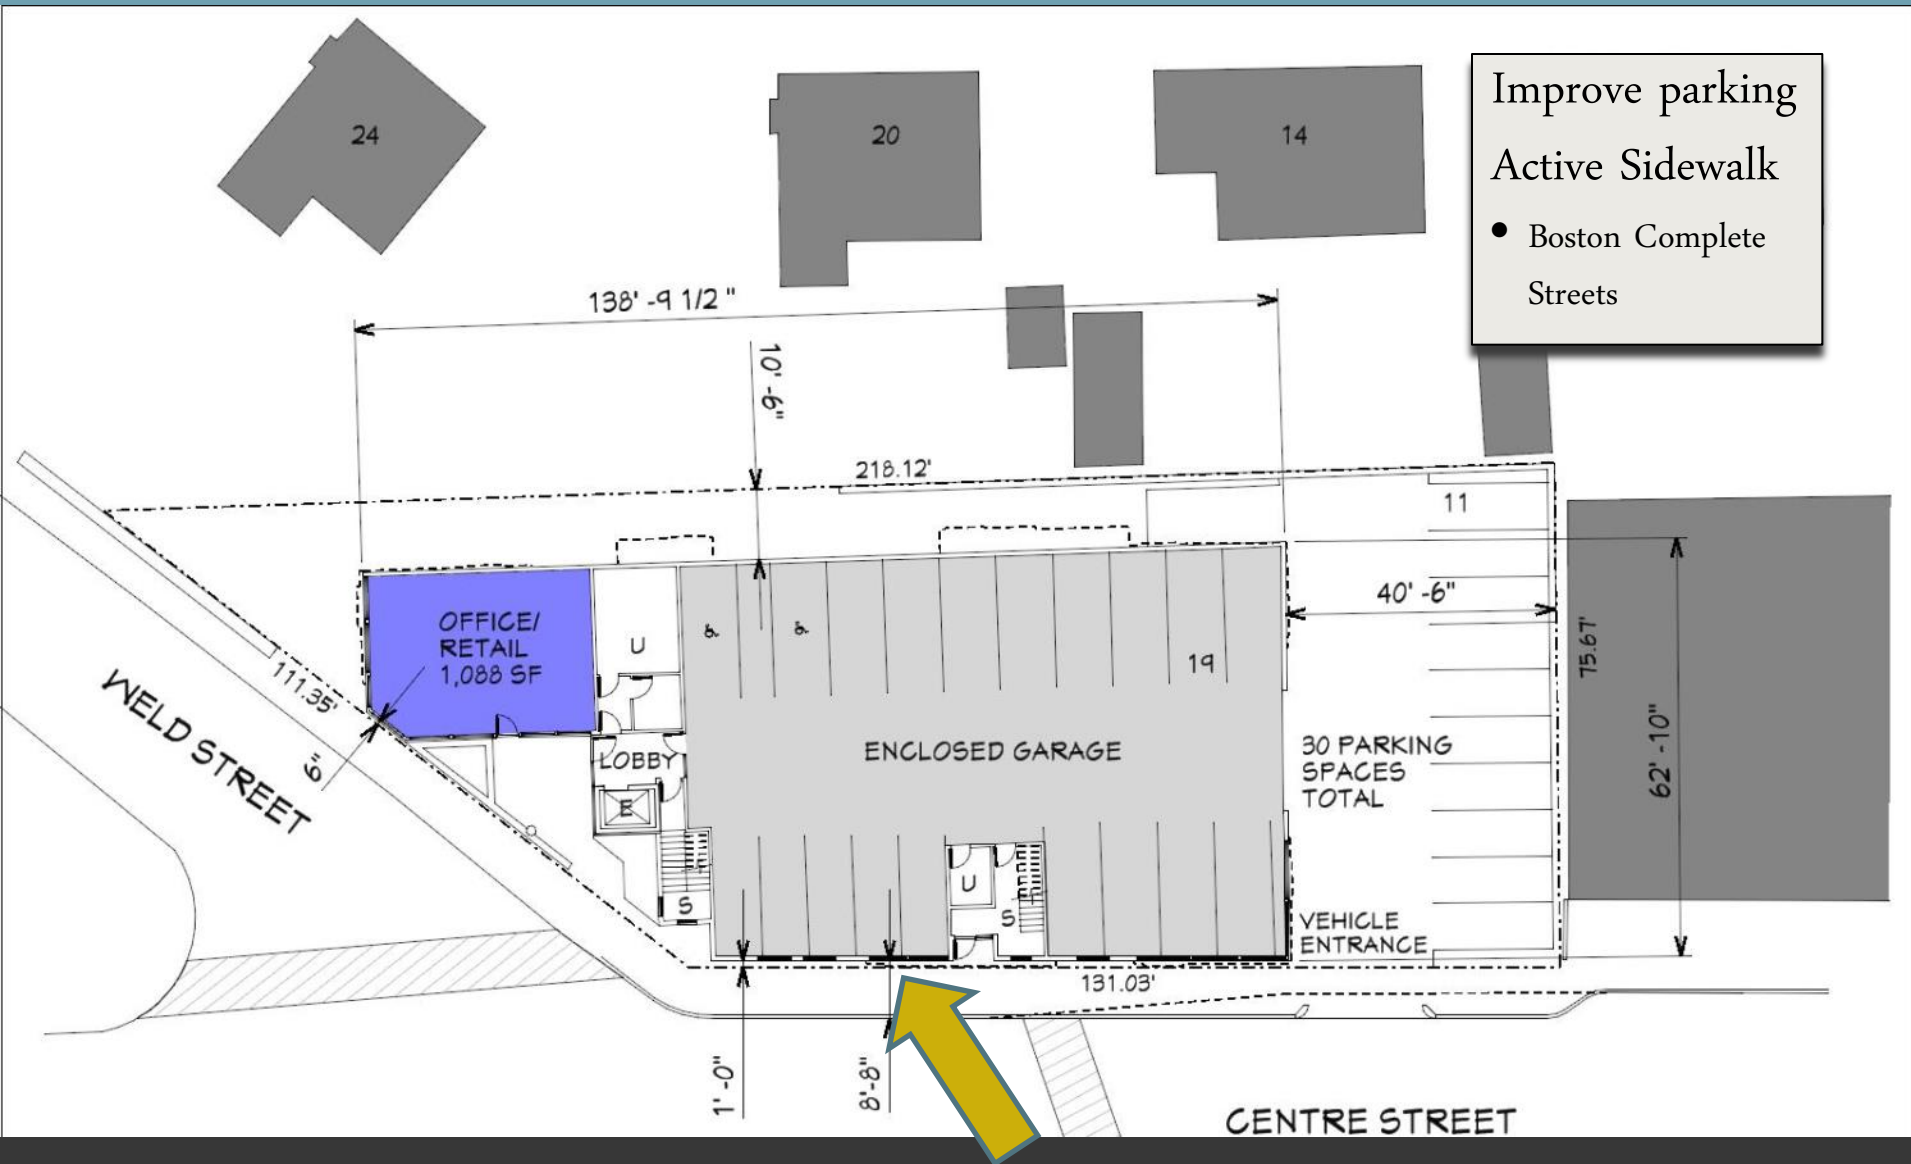 Improve parking
Active Sidewalk
• Boston Complete
Streets
24
20
14
138' -9 1/2 "
10' -6"
218.12'
11
40' -6"
75.67'
62' -10"
OFFICE/
RETAIL
1,088 SF
U
19
111.35'
6"
WELD STREET
LOBBY
E
ENCLOSED GARAGE
30 PARKING
SPACES
TOTAL
U
S
S
VEHICLE
ENTRANCE
131.03'
1' -0"
8'-8"
CENTRE STREET